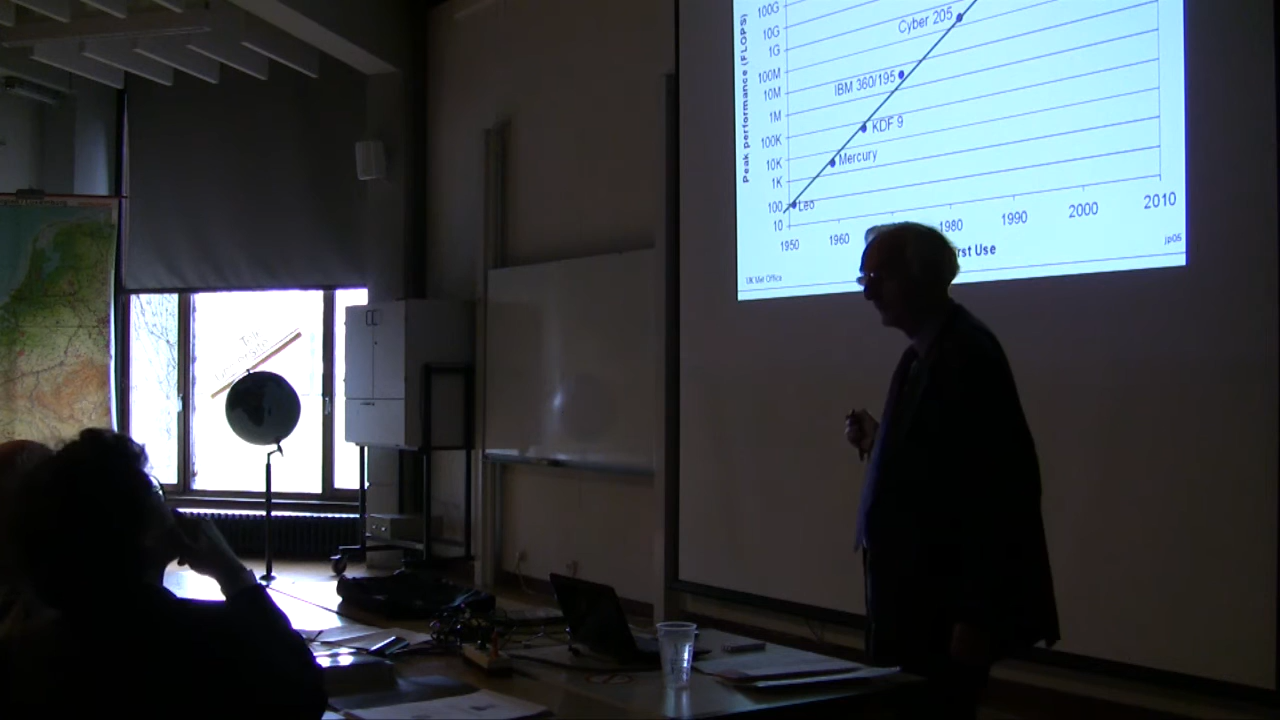 100G
10G
1G
100M
10M
1M
100K
10K
1K
100
10
Peak performance (FLOPS)
Cyber 205
IBM 360/195
KDF 9
Mercury
Leo
1950 1960 1980 1990 2000 2010
rst Use
UK Met Office
jp05